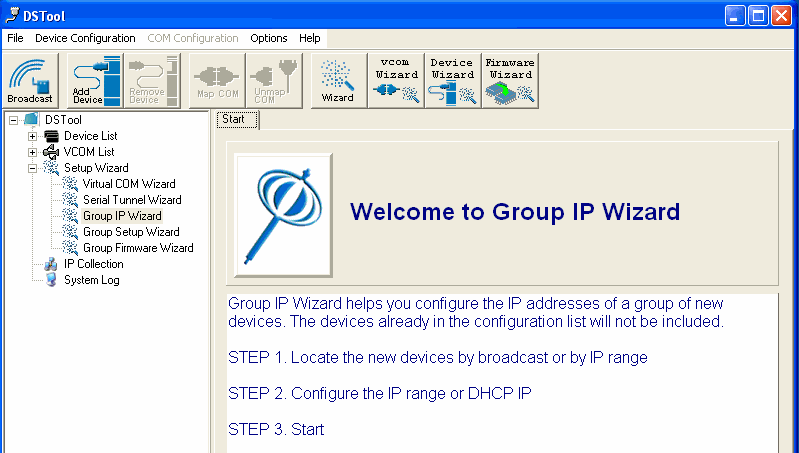 DSTool
File Device Configuration COM Configuration Options Help
Broadcast
Add
Device
Remove
Device
Map COM
Unmap
COM
Wizard
vcom
Wizard
Device
Wizard
Firmware
Wizard
DSTool
Device List
VCOM List
Setup Wizard
Virtual COM Wizard
Serial Tunnel Wizard
Group IP Wizard
Group Setup Wizard
Group Firmware Wizard
IP Collection
System Log
Start
Welcome to Group IP Wizard
Group IP Wizard helps you configure the IP addresses of a group of new
devices. The devices already in the configuration list will not be included.
STEP 1. Locate the new devices by broadcast or by IP range
STEP 2. Configure the IP range or DHCP IP
STEP 3. Start